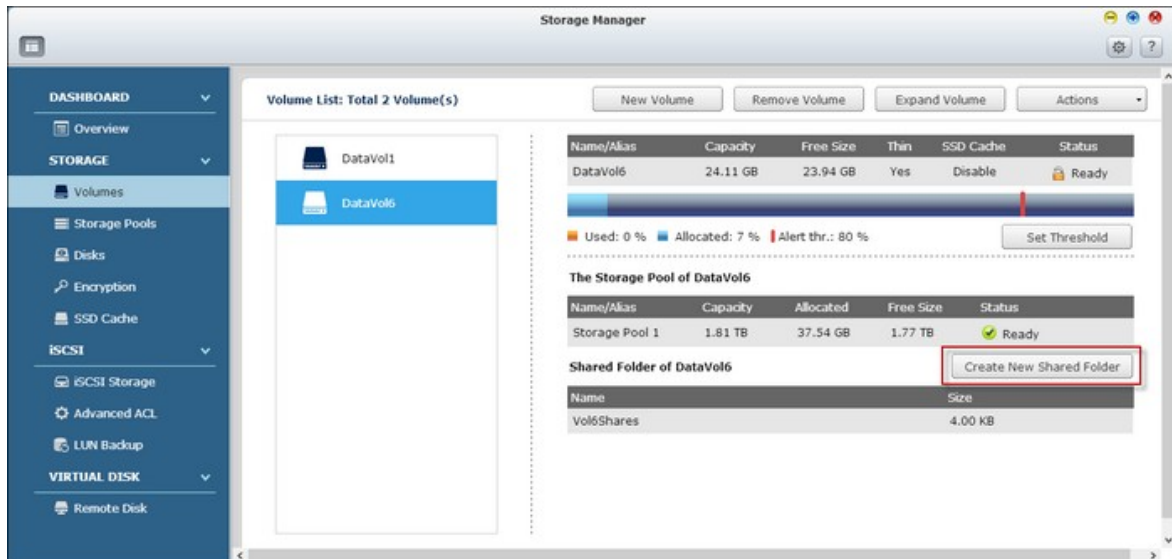 Storage Manager
?
DASHBOARD
Overview
STORAGE
Volumes
Storage Pools
Disks
Encryption
SSD Cache
iSCSI
iSCSI Storage
Advanced ACL
LUN Backup
VIRTUAL DISK
Remote Disk
Volume List: Total 2 Volume(s)
New Volume Remove Volume Expand Volume Actions
DataVol1
DataVol6
Name/Alias Capacity Free Size Thin SSD Cache Status
DataVol6 24.11 GB 23.94 GB Yes Disable Ready
Used: 0 % Allocated: 7 % Alert thr.: 80 % Set Threshold
The Storage Pool of DataVol6
Name/Alias Capacity Allocated Free Size Status
Storage Pool 1 1.81 TB 37.54 GB 1.77 TB Ready
Shared Folder of DataVol6 Create New Shared Folder
Name Size
Vol6Shares 4.00 KB